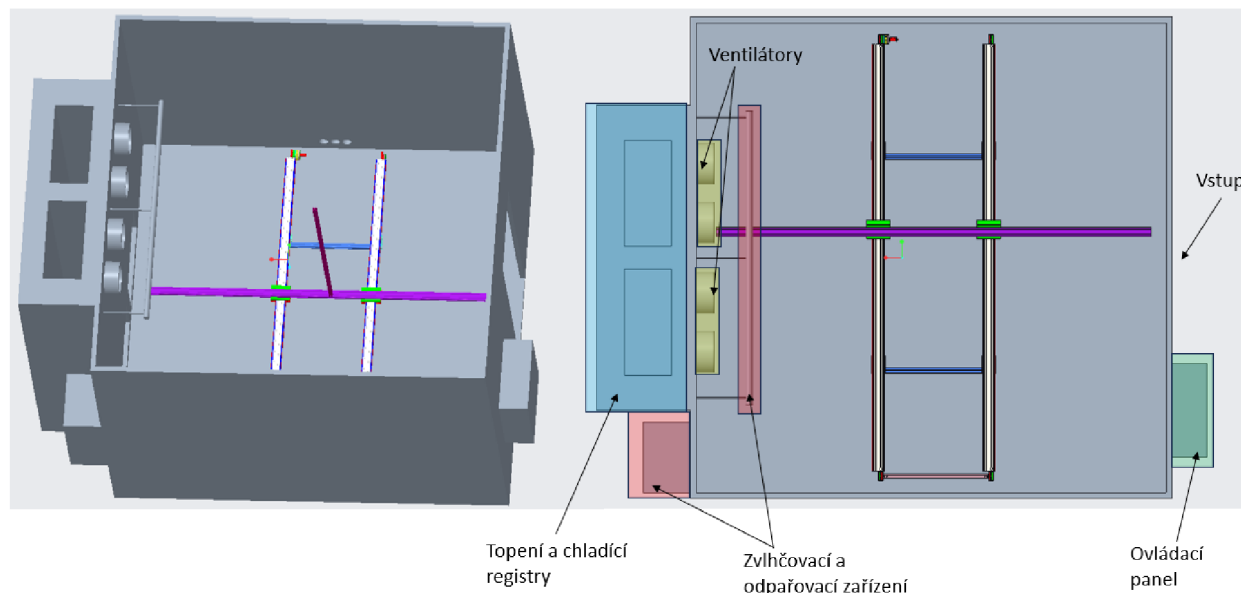 Ventilátory
Vstup
Topení a chladící
registry
Zvlhčovací a
odpařovací zařízení
Ovládací
panel